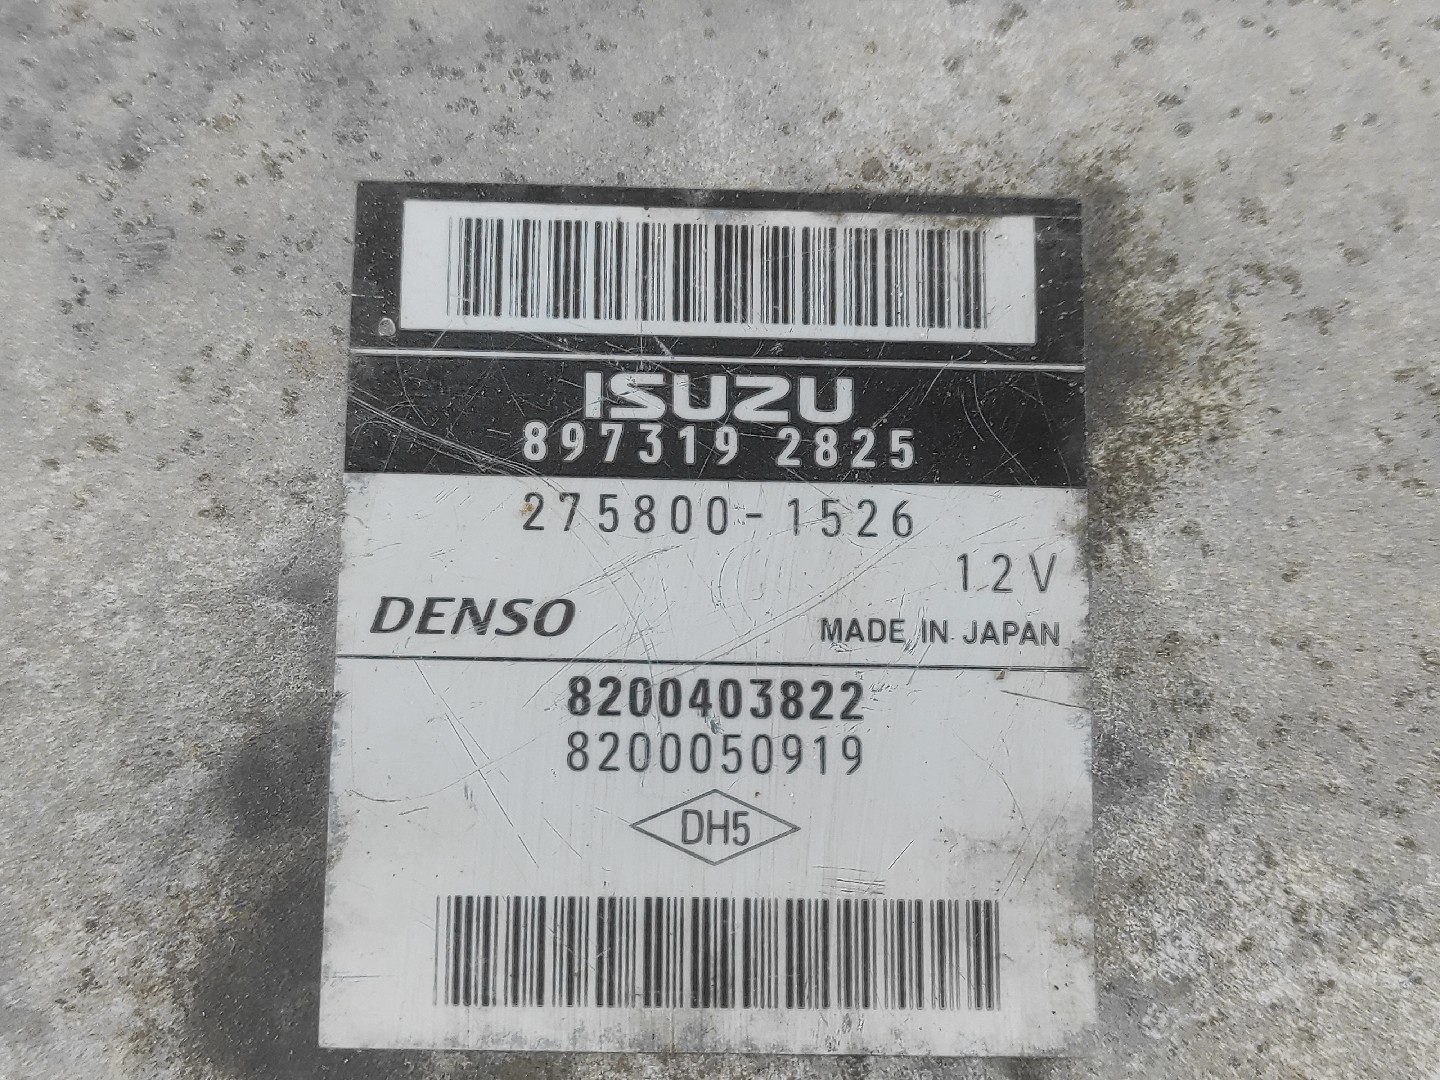 ISUZU
897319 2825
275800-1526
12V
DENSO MADE IN JAPAN
8200403822
8200050919
DH5